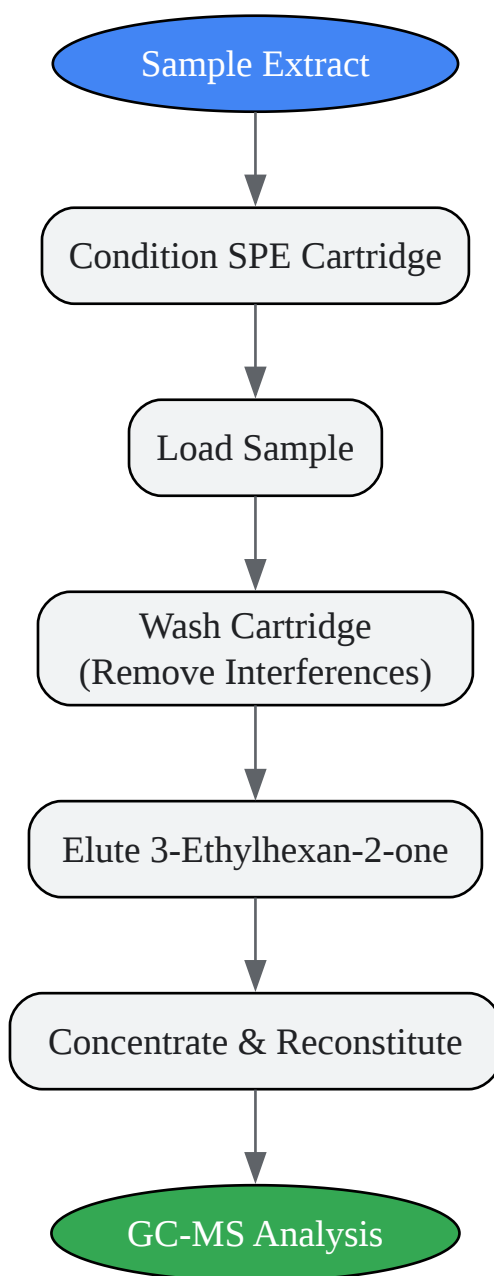 Sample Extract
Condition SPE Cartridge
Load Sample
Wash Cartridge
(Remove Interferences)
Elute 3-Ethylhexan-2-one
Concentrate & Reconstitute
GC-MS Analysis